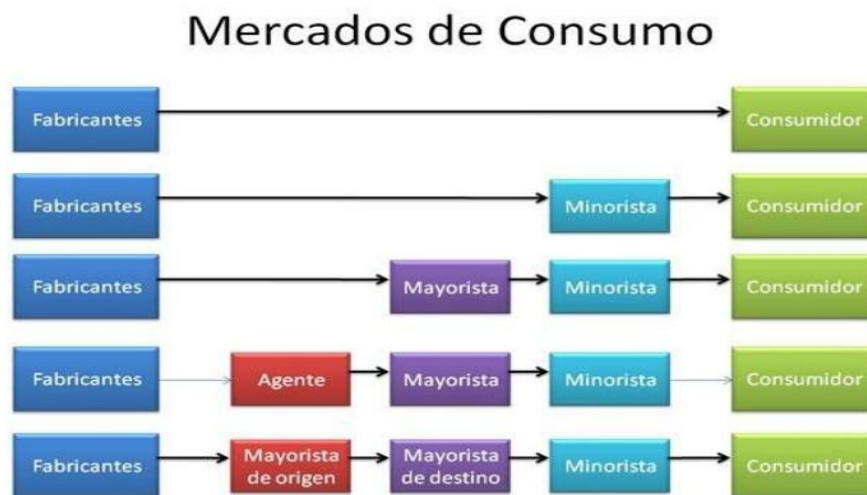 Mercados de Consumo
Fabricantes Consumidor
Fabricantes Minorista Consumidor
Fabricantes Mayorista Minorista Consumidor
Fabricantes Agente Mayorista Minorista Consumidor
Fabricantes Mayorista de origen Mayorista de destino Minorista Consumidor